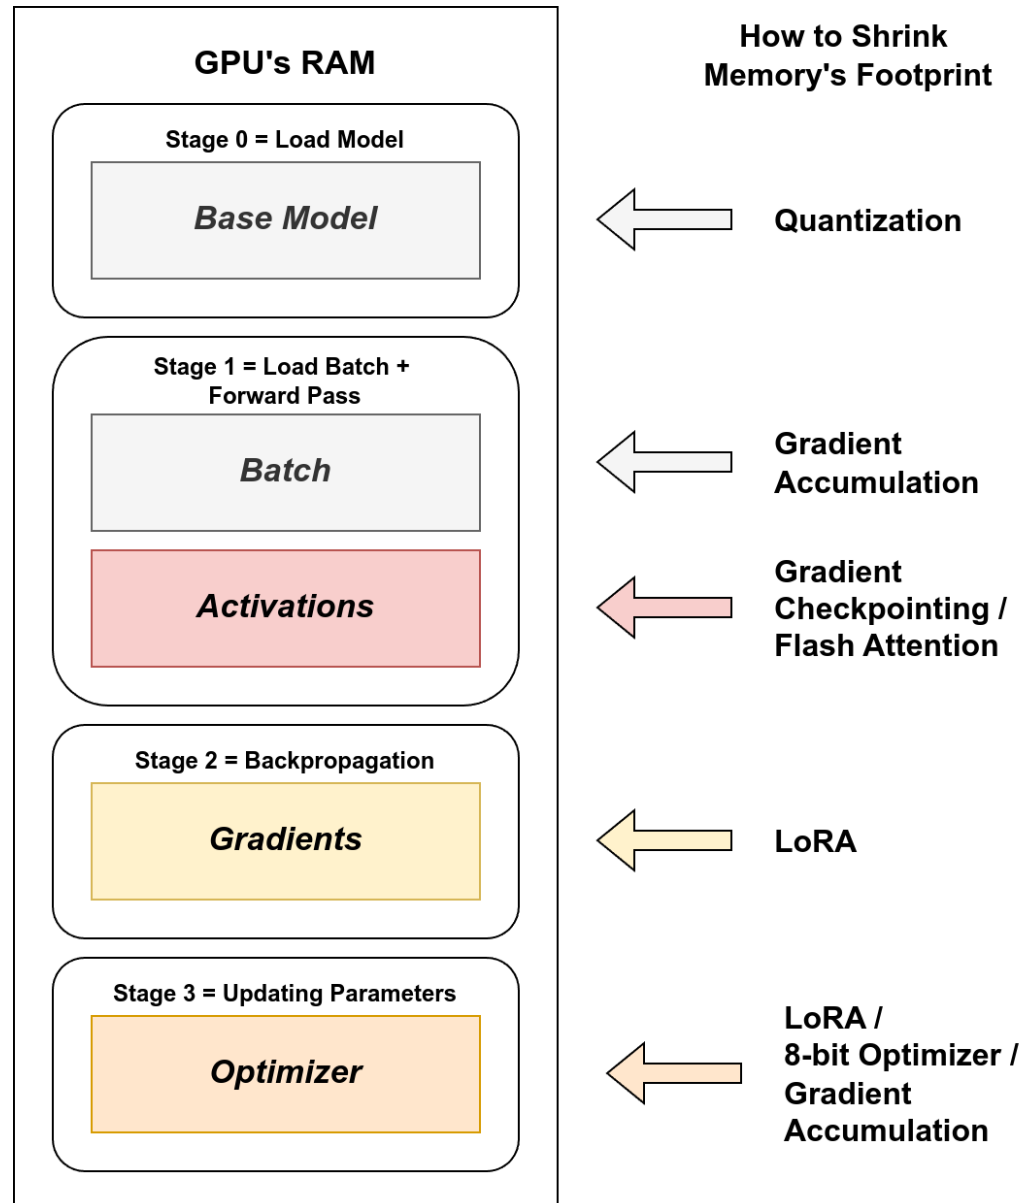 GPU's RAM
How to Shrink
Memory's Footprint
Stage 0 = Load Model
Base Model
Quantization
Stage 1 = Load Batch +
Forward Pass
Batch
Gradient
Accumulation
Activations
Gradient
Checkpointing /
Flash Attention
Stage 2 = Backpropagation
Gradients
LoRA
Stage 3 = Updating Parameters
Optimizer
LoRA /
8-bit Optimizer /
Gradient
Accumulation